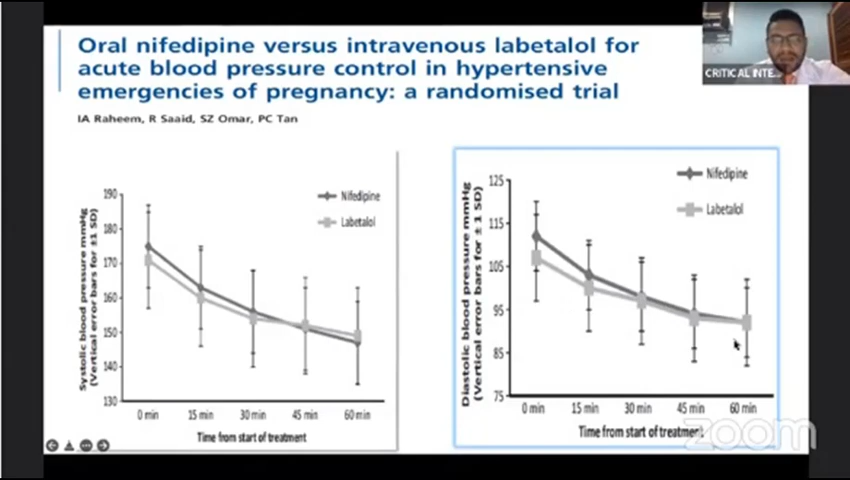 Oral nifedipine versus intravenous labetalol for
acute blood pressure control in hypertensive
emergencies of pregnancy: a randomised trial
IA Raheem, R Saaid, SZ Omar, PC Tan
CRITICAL INTE...
Systolic blood pressure mmHg
(Vertical error bars for ± 1 SD)
190
180
170
160
150
140
130
Nifedipine
Labetalol
0 min 15 min 30 min 45 min 60 min
Time from start of treatment
Diastolic blood pressure mmHg
(Vertical error bars for ± 1 SD)
125
115
105
95
85
75
Nifedipine
Labetalol
0 min 15 min 30 min 45 min 60 min
Time from start of treatment
zoom